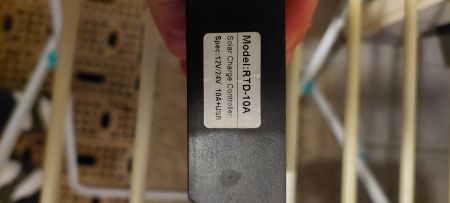 Model:RTD-10A
Solar Charge Controller
Spec:12V/24V 10A+USB